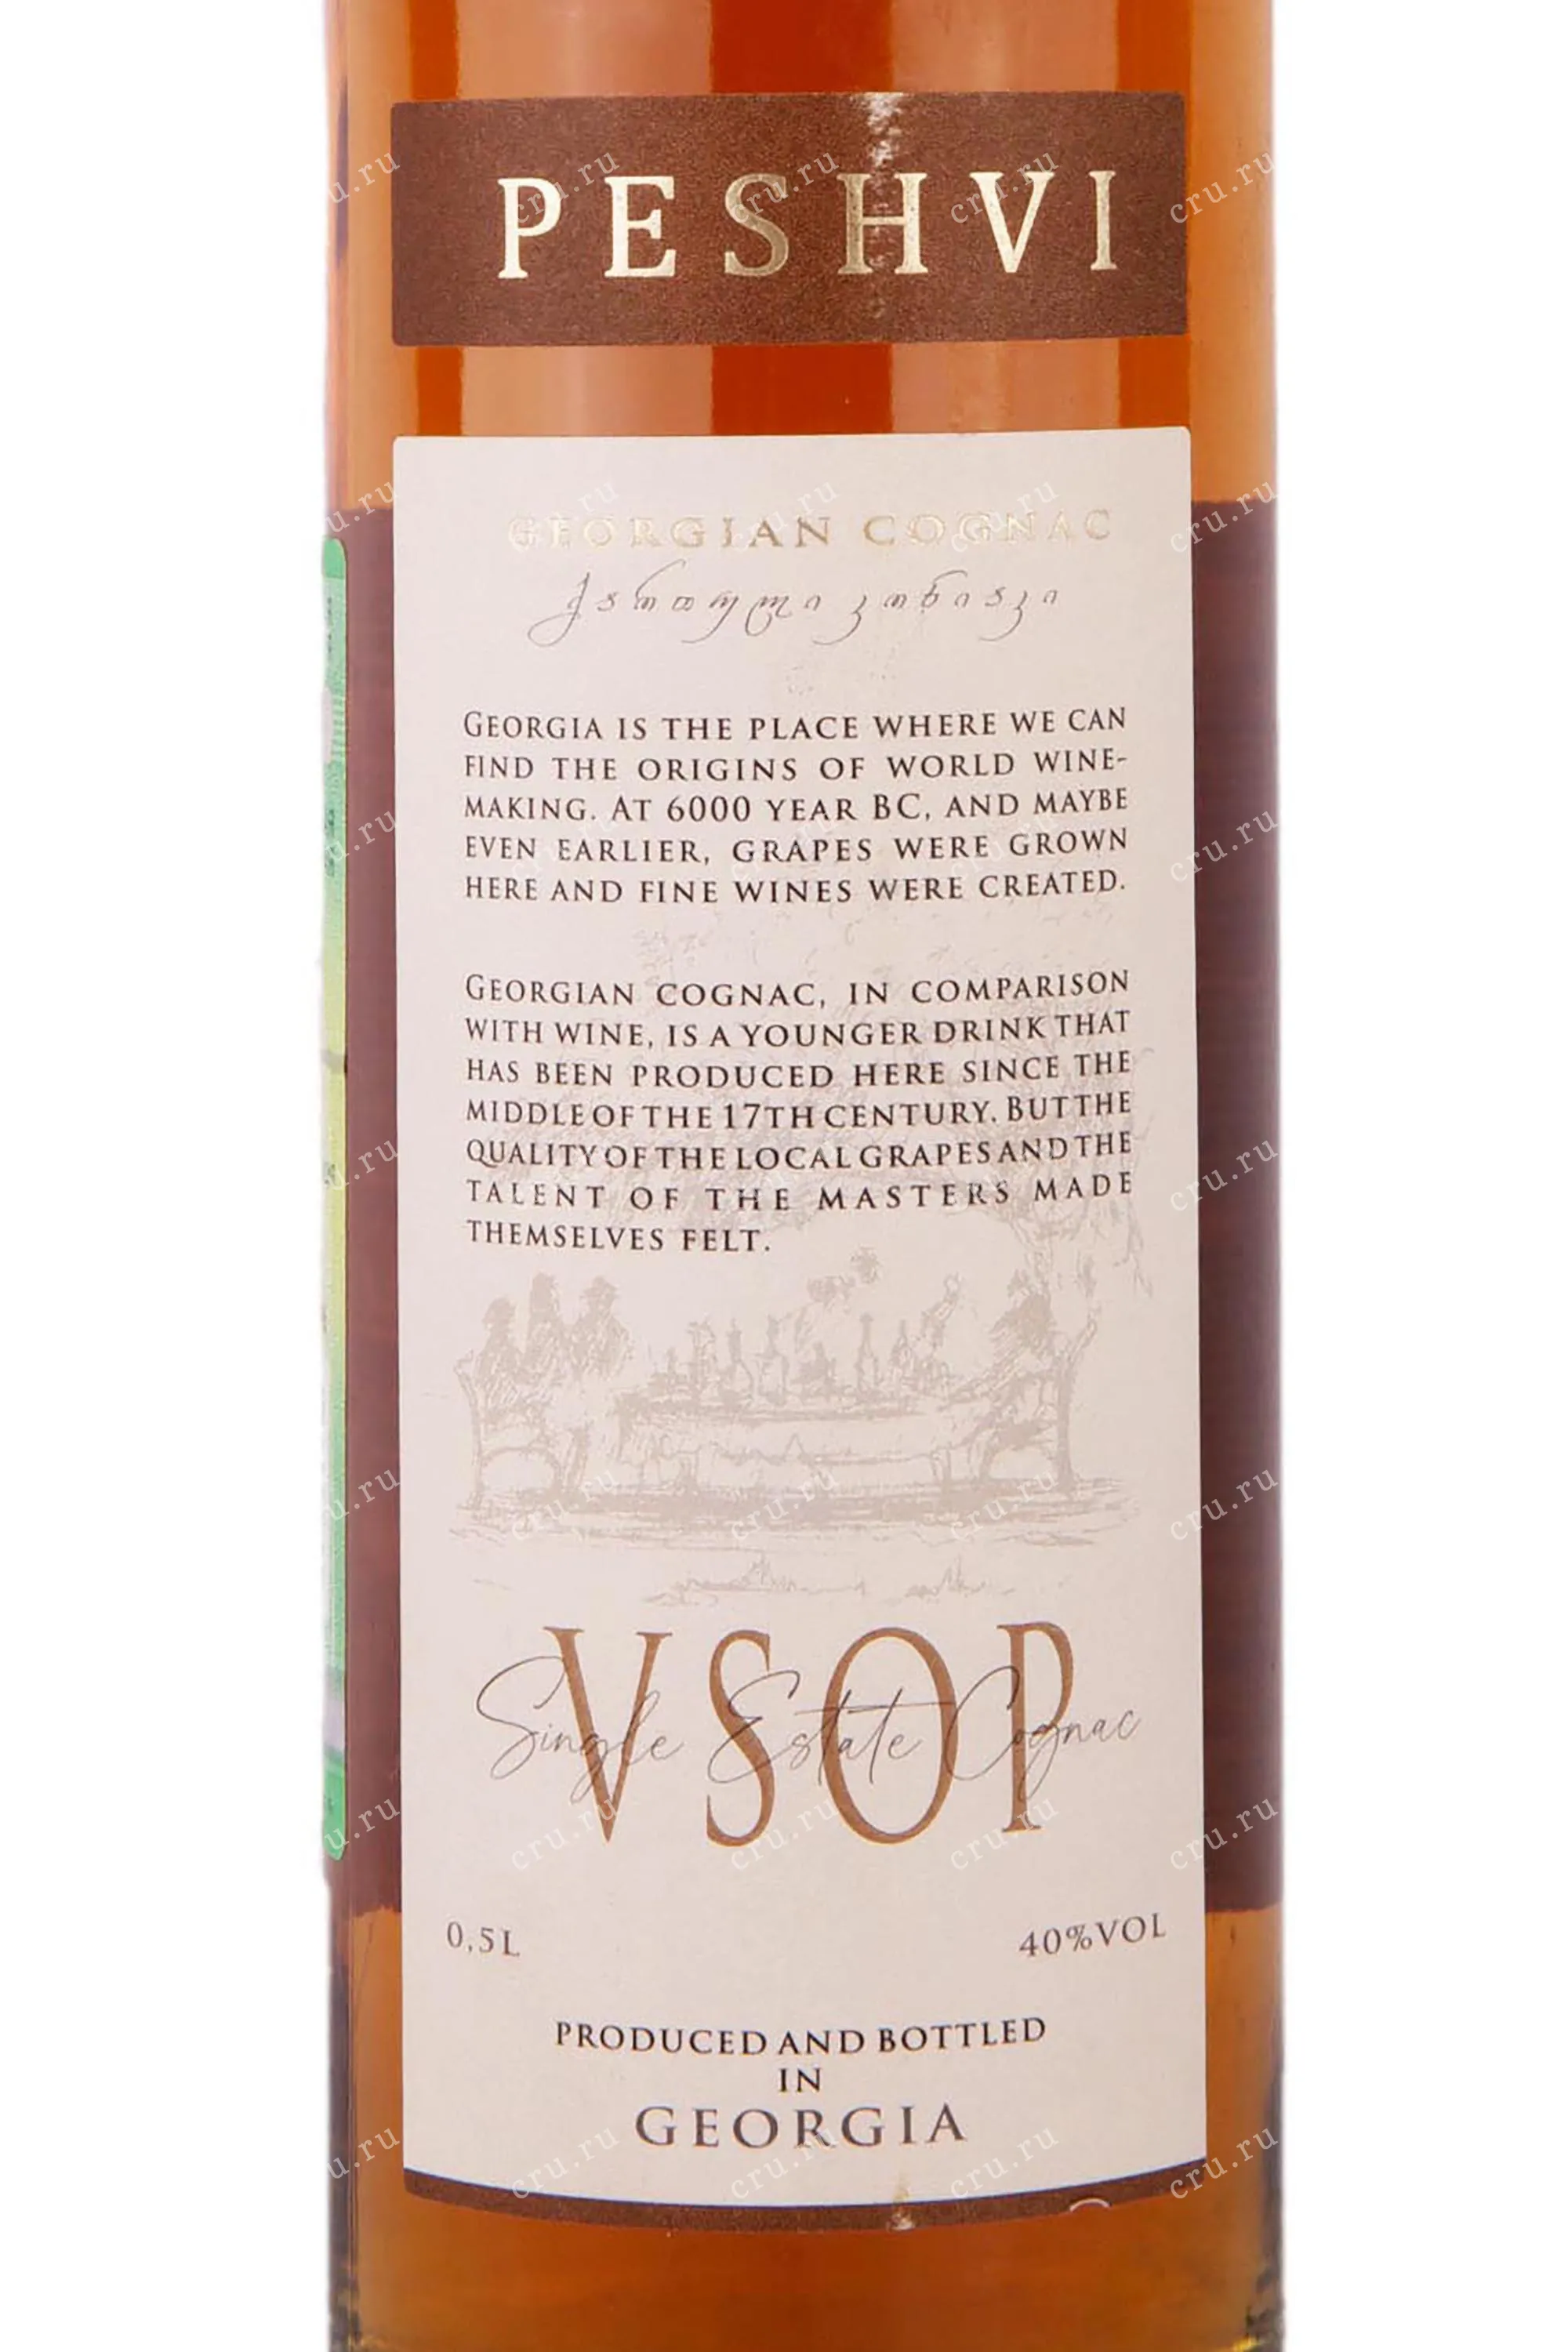 PESHVI
GEORGIAN COGNAC
ქართული კონიაკი
GEORGIA IS THE PLACE WHERE WE CAN
FIND THE ORIGINS OF WORLD WINE-
MAKING. AT 6000 YEAR BC, AND MAYBE
EVEN EARLIER, GRAPES WERE GROWN
HERE AND FINE WINES WERE CREATED.
GEORGIAN COGNAC, IN COMPARISON
WITH WINE, IS A YOUNGER DRINK THAT
HAS BEEN PRODUCED HERE SINCE THE
MIDDLE OF THE 17TH CENTURY. BUT THE
QUALITY OF THE LOCAL GRAPES AND THE
TALENT OF THE MASTERS MADE
THEMSELVES FELT.
VSOP
Single Estate Cognac
0,5L 40%VOL
PRODUCED AND BOTTLED
IN
GEORGIA
cru.ru